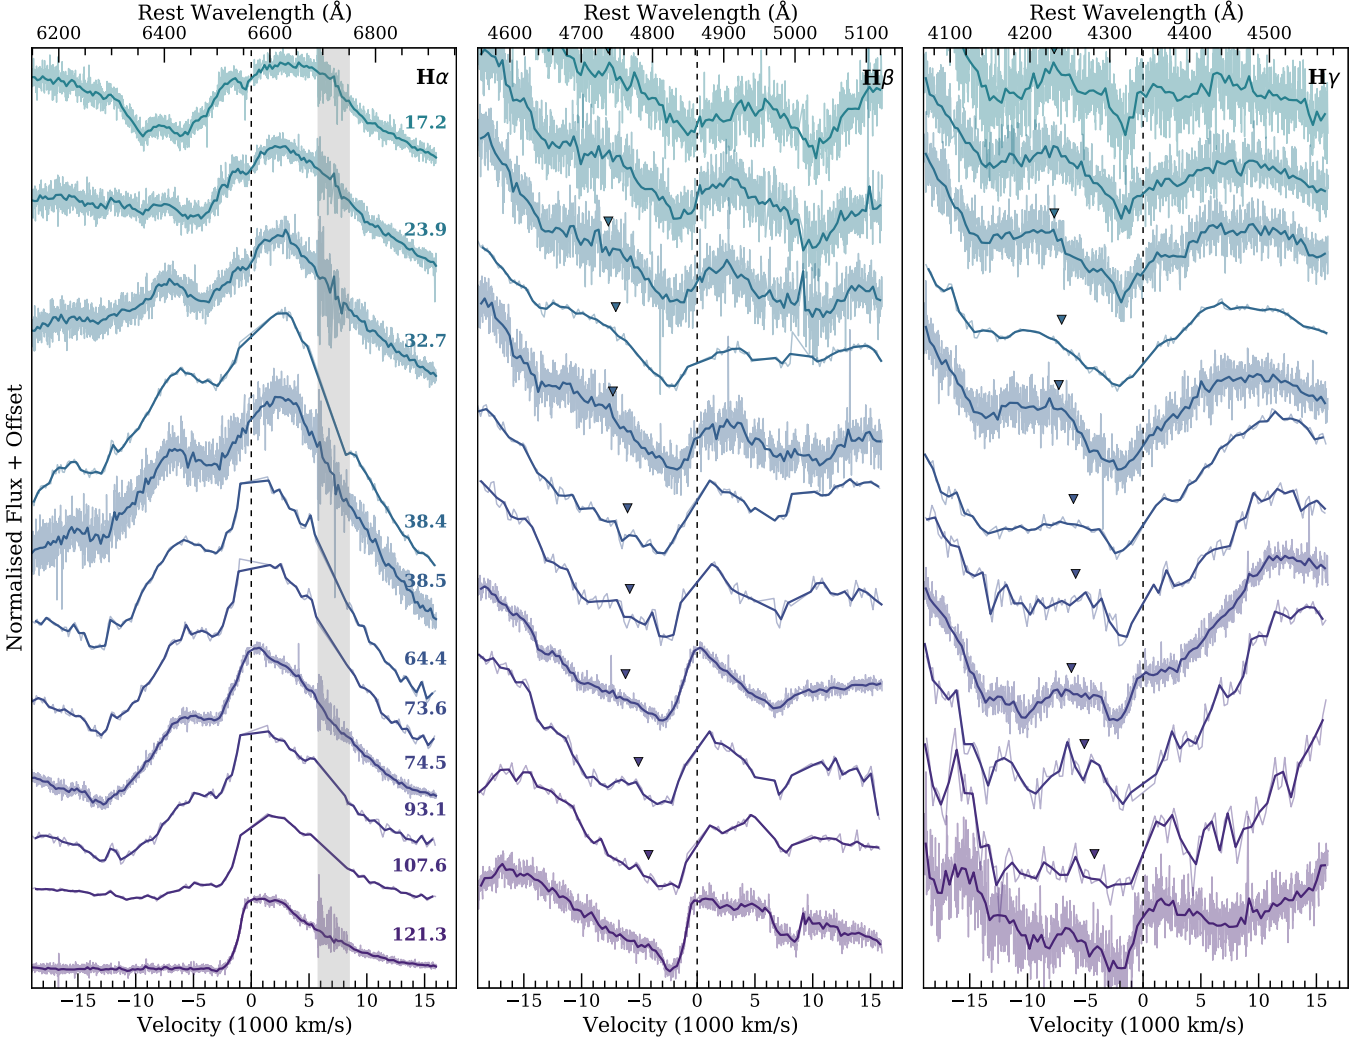 Rest Wavelength (Å)
Rest Wavelength (Å)
Rest Wavelength (Å)
6200 6400 6600 6800
4600 4700 4800 4900 5000 5100
4100 4200 4300 4400 4500
Hα
Hβ
Hγ
17.2
23.9
32.7
38.4
38.5
64.4
73.6
74.5
93.1
107.6
121.3
Normalised Flux + Offset
−15 −10 −5 0 5 10 15
−15 −10 −5 0 5 10 15
−15 −10 −5 0 5 10 15
Velocity (1000 km/s)
Velocity (1000 km/s)
Velocity (1000 km/s)